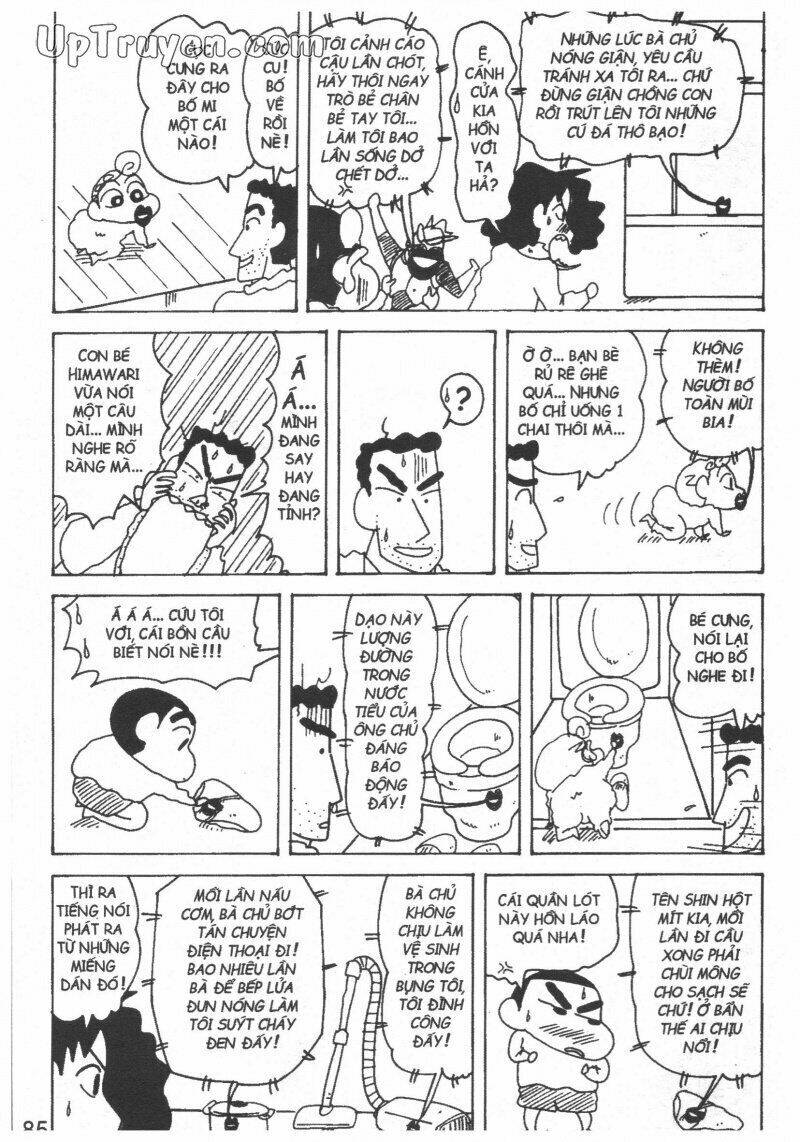 UpTruyen.com
NHỮNG LÚC BÀ CHỦ
NÓNG GIẬN, YÊU CẦU
TRÁNH XA TÔI RA... CHỨ
ĐỪNG GIẬN CHỒNG CON
RỒI TRÚT LÊN TÔI NHỮNG
CÚ ĐÁ THÔ BẠO!
Ê,
CÁNH
CỬA
KIA
HỖN
VỚI
TA
HẢ?
TÔI CẢNH CÁO
CẬU LẦN CHÓT,
HÃY THÔI NGAY
TRÒ BẺ CHÂN
BẺ TAY TÔI...
LÀM TÔI BAO
LẦN SỐNG DỞ
CHẾT DỞ...
CU!
BỐ
VỀ
RỒI
NÈ!
CƯNG RA
ĐÂY CHO
BỐ MI
MỘT CÁI
NÀO!
KHÔNG
THÈM!
NGƯỜI BỐ
TOÀN MÙI
BIA!
Ờ Ờ... BẠN BÈ
RỦ RÊ GHÊ
QUÁ... NHƯNG
BỐ CHỈ UỐNG 1
CHAI THÔI MÀ...
?
Á
Á...
MÌNH
ĐANG
SAY
HAY
ĐANG
TỈNH?
CON BÉ
HIMAWARI
VỪA NÓI
MỘT CÂU
DÀI... MÌNH
NGHE RÕ
RÀNG MÀ...
BÉ CƯNG,
NÓI LẠI
CHO BỐ
NGHE ĐI!
DẠO NÀY
LƯỢNG
ĐƯỜNG
TRONG
NƯỚC
TIỂU CỦA
ÔNG CHỦ
ĐÁNG
BÁO
ĐỘNG
ĐẤY!
Á Á Á... CỨU TÔI
VỚI, CÁI BỒN CẦU
BIẾT NÓI NÈ!!!
TÊN SHIN HỘT
MÍT KIA, MỖI
LẦN ĐI CẦU
XONG PHẢI
CHÙI MÔNG
CHO SẠCH SẼ
CHỨ! Ở BẨN
THẾ AI CHỊU
NỔI!
CÁI QUẦN LÓT
NÀY HỖN LÁO
QUÁ NHA!
BÀ CHỦ
KHÔNG
CHỊU LÀM
VỆ SINH
TRONG
BỤNG TÔI,
TÔI ĐÌNH
CÔNG
ĐẤY!
MỖI LẦN NẤU
CƠM, BÀ CHỦ BỚT
TÁN CHUYỆN
ĐIỆN THOẠI ĐI!
BAO NHIÊU LẦN
BÀ ĐỂ BẾP LỬA
ĐUN NÓNG LÀM
TÔI SUÝT CHÁY
ĐEN ĐẤY!
THÌ RA
TIẾNG NÓI
PHÁT RA
TỪ NHỮNG
MIẾNG
DÁN ĐÓ!
85